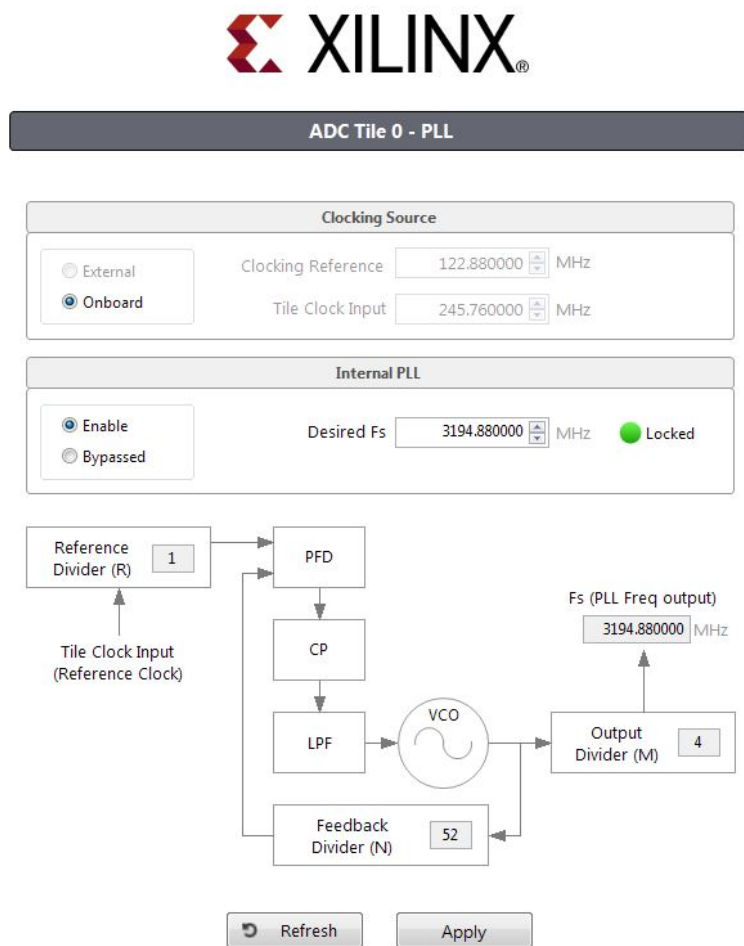 XILINX®
ADC Tile 0 - PLL
Clocking Source
External
Clocking Reference 122.880000 MHz
Onboard
Tile Clock Input 245.760000 MHz
Internal PLL
Enable
Desired Fs 3194.880000 MHz Locked
Bypassed
Reference
Divider (R) 1
PFD
Fs (PLL Freq output)
3194.880000 MHz
Tile Clock Input
(Reference Clock)
CP
LPF
VCO
Output
Divider (M) 4
Feedback
Divider (N) 52
Refresh
Apply